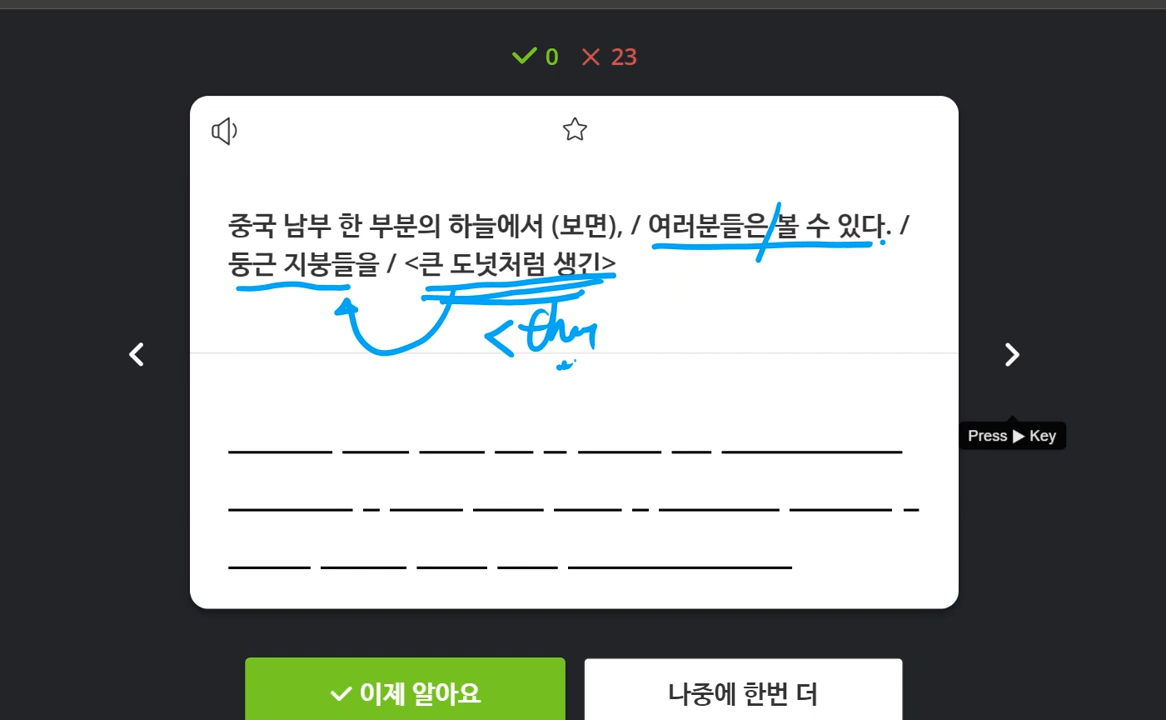 0 23
중국 남부 한 부분의 하늘에서 (보면), / 여러분들은 볼 수 있다. /
둥근 지붕들을 / <큰 도넛처럼 생긴>
Press ▶ Key
이제 알아요
나중에 한번 더